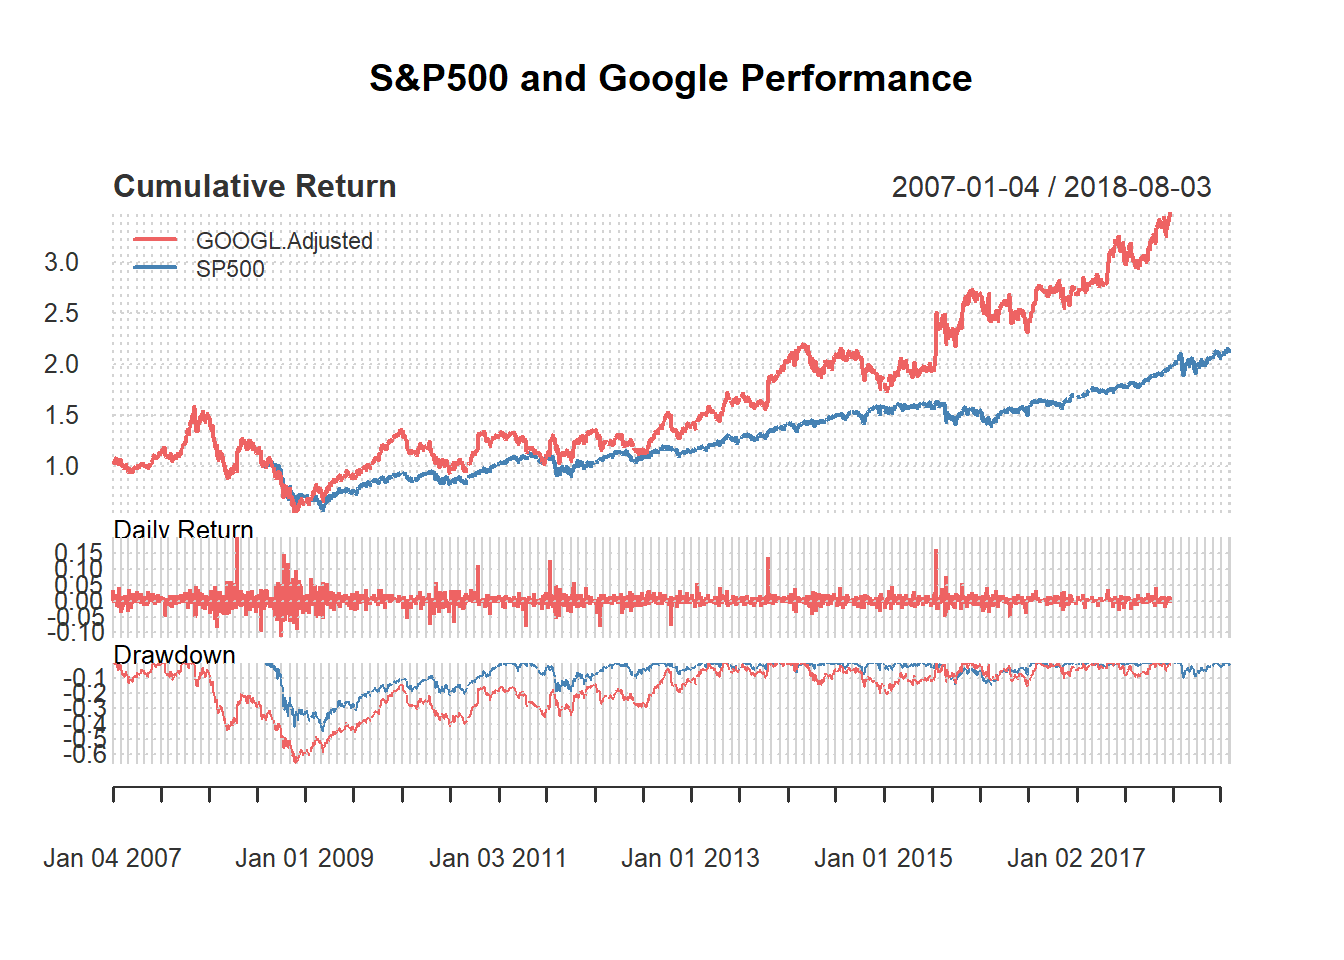 S&P500 and Google Performance
Cumulative Return 2007-01-04 / 2018-08-03
GOOGL.Adjusted
SP500
3.0
2.5
2.0
1.5
1.0
Daily Return
0.15
0.10
0.05
0.00
-0.05
-0.10
Drawdown
-0.1
-0.2
-0.3
-0.4
-0.5
-0.6
Jan 04 2007 Jan 01 2009 Jan 03 2011 Jan 01 2013 Jan 01 2015 Jan 02 2017